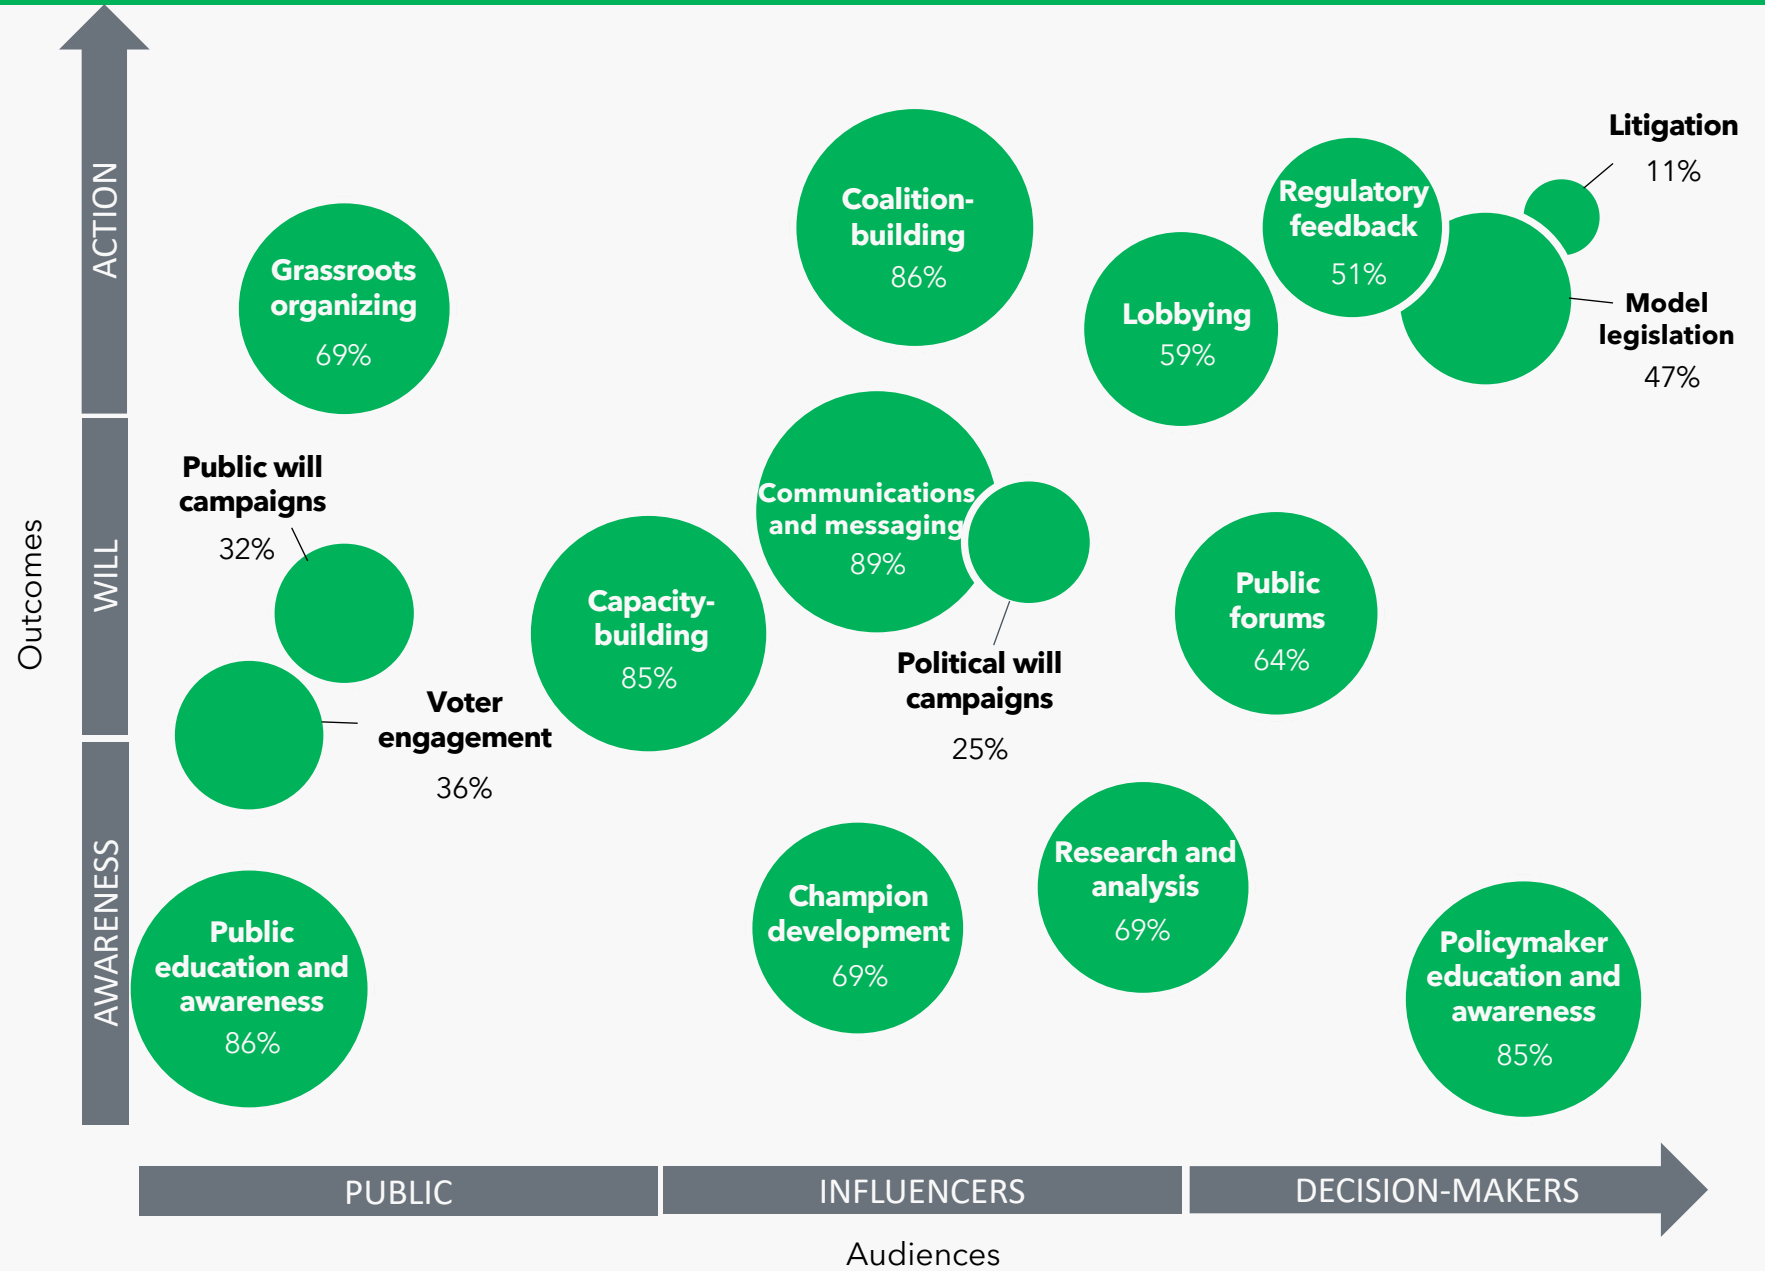 Litigation
11%
Coalition-
building
86%
Regulatory
feedback
51%
ACTION
Grassroots
organizing
69%
Lobbying
59%
Model
legislation
47%
Public will
campaigns
32%
Communications
and messaging
89%
Outcomes
WILL
Capacity-
building
85%
Public
forums
64%
Political will
campaigns
25%
Voter
engagement
36%
AWARENESS
Public
education and
awareness
86%
Champion
development
69%
Research and
analysis
69%
Policymaker
education and
awareness
85%
PUBLIC
INFLUENCERS
DECISION-MAKERS
Audiences